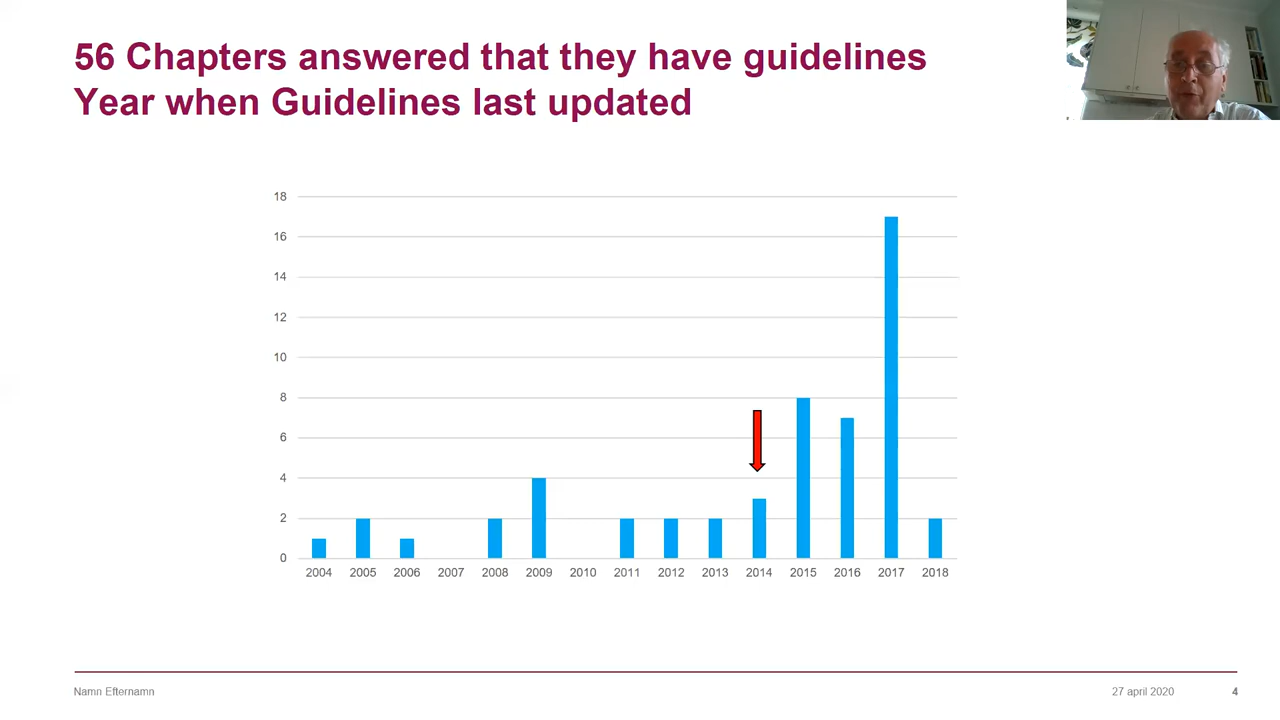 56 Chapters answered that they have guidelines
Year when Guidelines last updated
18
16
14
12
10
8
6
4
2
0
2004 2005 2006 2007 2008 2009 2010 2011 2012 2013 2014 2015 2016 2017 2018
Namn Efternamn 27 april 2020 4